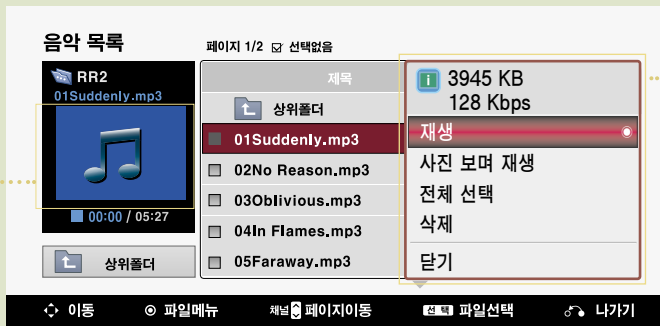 음악 목록
페이지 1/2 선택없음
RR2
01Suddenly.mp3
00:00 / 05:27
상위폴더
제목
상위폴더
01Suddenly.mp3
02No Reason.mp3
03Oblivious.mp3
04In Flames.mp3
05Faraway.mp3
3945 KB
128 Kbps
재생
사진 보며 재생
전체 선택
삭제
닫기
이동 파일메뉴 채널 페이지이동 선택 파일선택 나가기